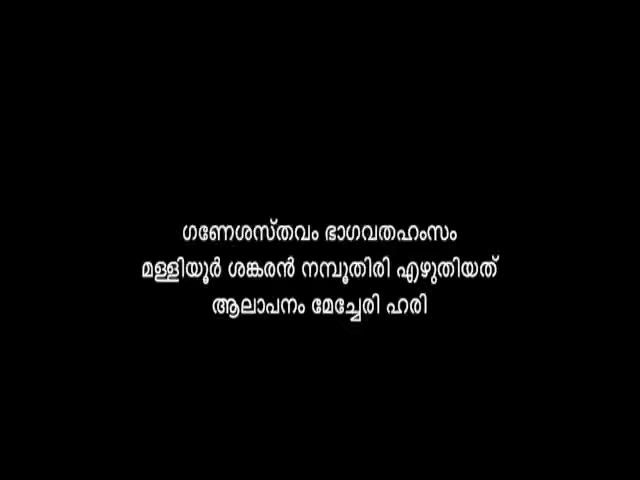 ഗണേശസ്തവം ഭാഗവതഹംസം
മള്ളിയൂർ ശങ്കരൻ നമ്പൂതിരി എഴുതിയത്
ആലാപനം മേച്ചേരി ഹരി